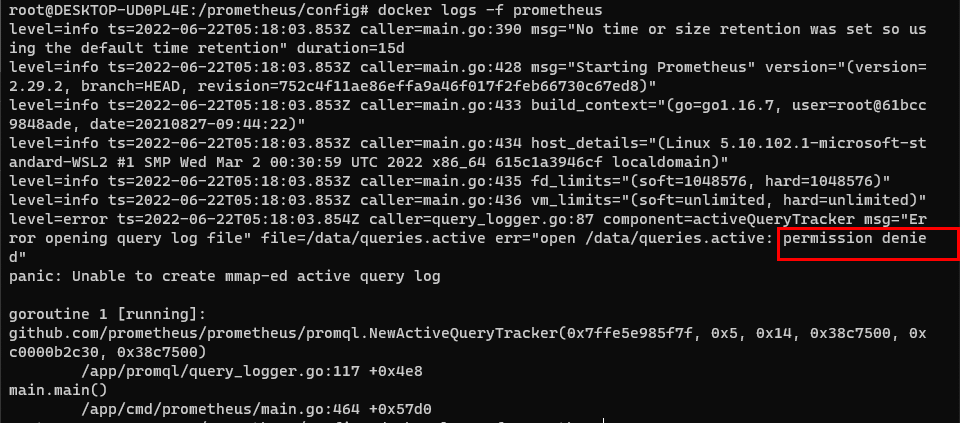 root@DESKTOP-UD0PL4E:/prometheus/config# docker logs -f prometheus
level=info ts=2022-06-22T05:18:03.853Z caller=main.go:390 msg="No time or size retention was set so us
ing the default time retention" duration=15d
level=info ts=2022-06-22T05:18:03.853Z caller=main.go:428 msg="Starting Prometheus" version="(version=
2.29.2, branch=HEAD, revision=752c4f11ae86effa9a46f017f2feb66730c67ed8)"
level=info ts=2022-06-22T05:18:03.853Z caller=main.go:433 build_context="(go=go1.16.7, user=root@61bcc
9848ade, date=20210827-09:44:22)"
level=info ts=2022-06-22T05:18:03.853Z caller=main.go:434 host_details="(Linux 5.10.102.1-microsoft-st
andard-WSL2 #1 SMP Wed Mar 2 00:30:59 UTC 2022 x86_64 615c1a3946cf localdomain)"
level=info ts=2022-06-22T05:18:03.853Z caller=main.go:435 fd_limits="(soft=1048576, hard=1048576)"
level=info ts=2022-06-22T05:18:03.853Z caller=main.go:436 vm_limits="(soft=unlimited, hard=unlimited)"
level=error ts=2022-06-22T05:18:03.854Z caller=query_logger.go:87 component=activeQueryTracker msg="Er
ror opening query log file" file=/data/queries.active err="open /data/queries.active: permission denie
d"
panic: Unable to create mmap-ed active query log
goroutine 1 [running]:
github.com/prometheus/prometheus/promql.NewActiveQueryTracker(0x7ffe5e985f7f, 0x5, 0x14, 0x38c7500, 0x
c0000b2c30, 0x38c7500)
/app/promql/query_logger.go:117 +0x4e8
main.main()
/app/cmd/prometheus/main.go:464 +0x57d0